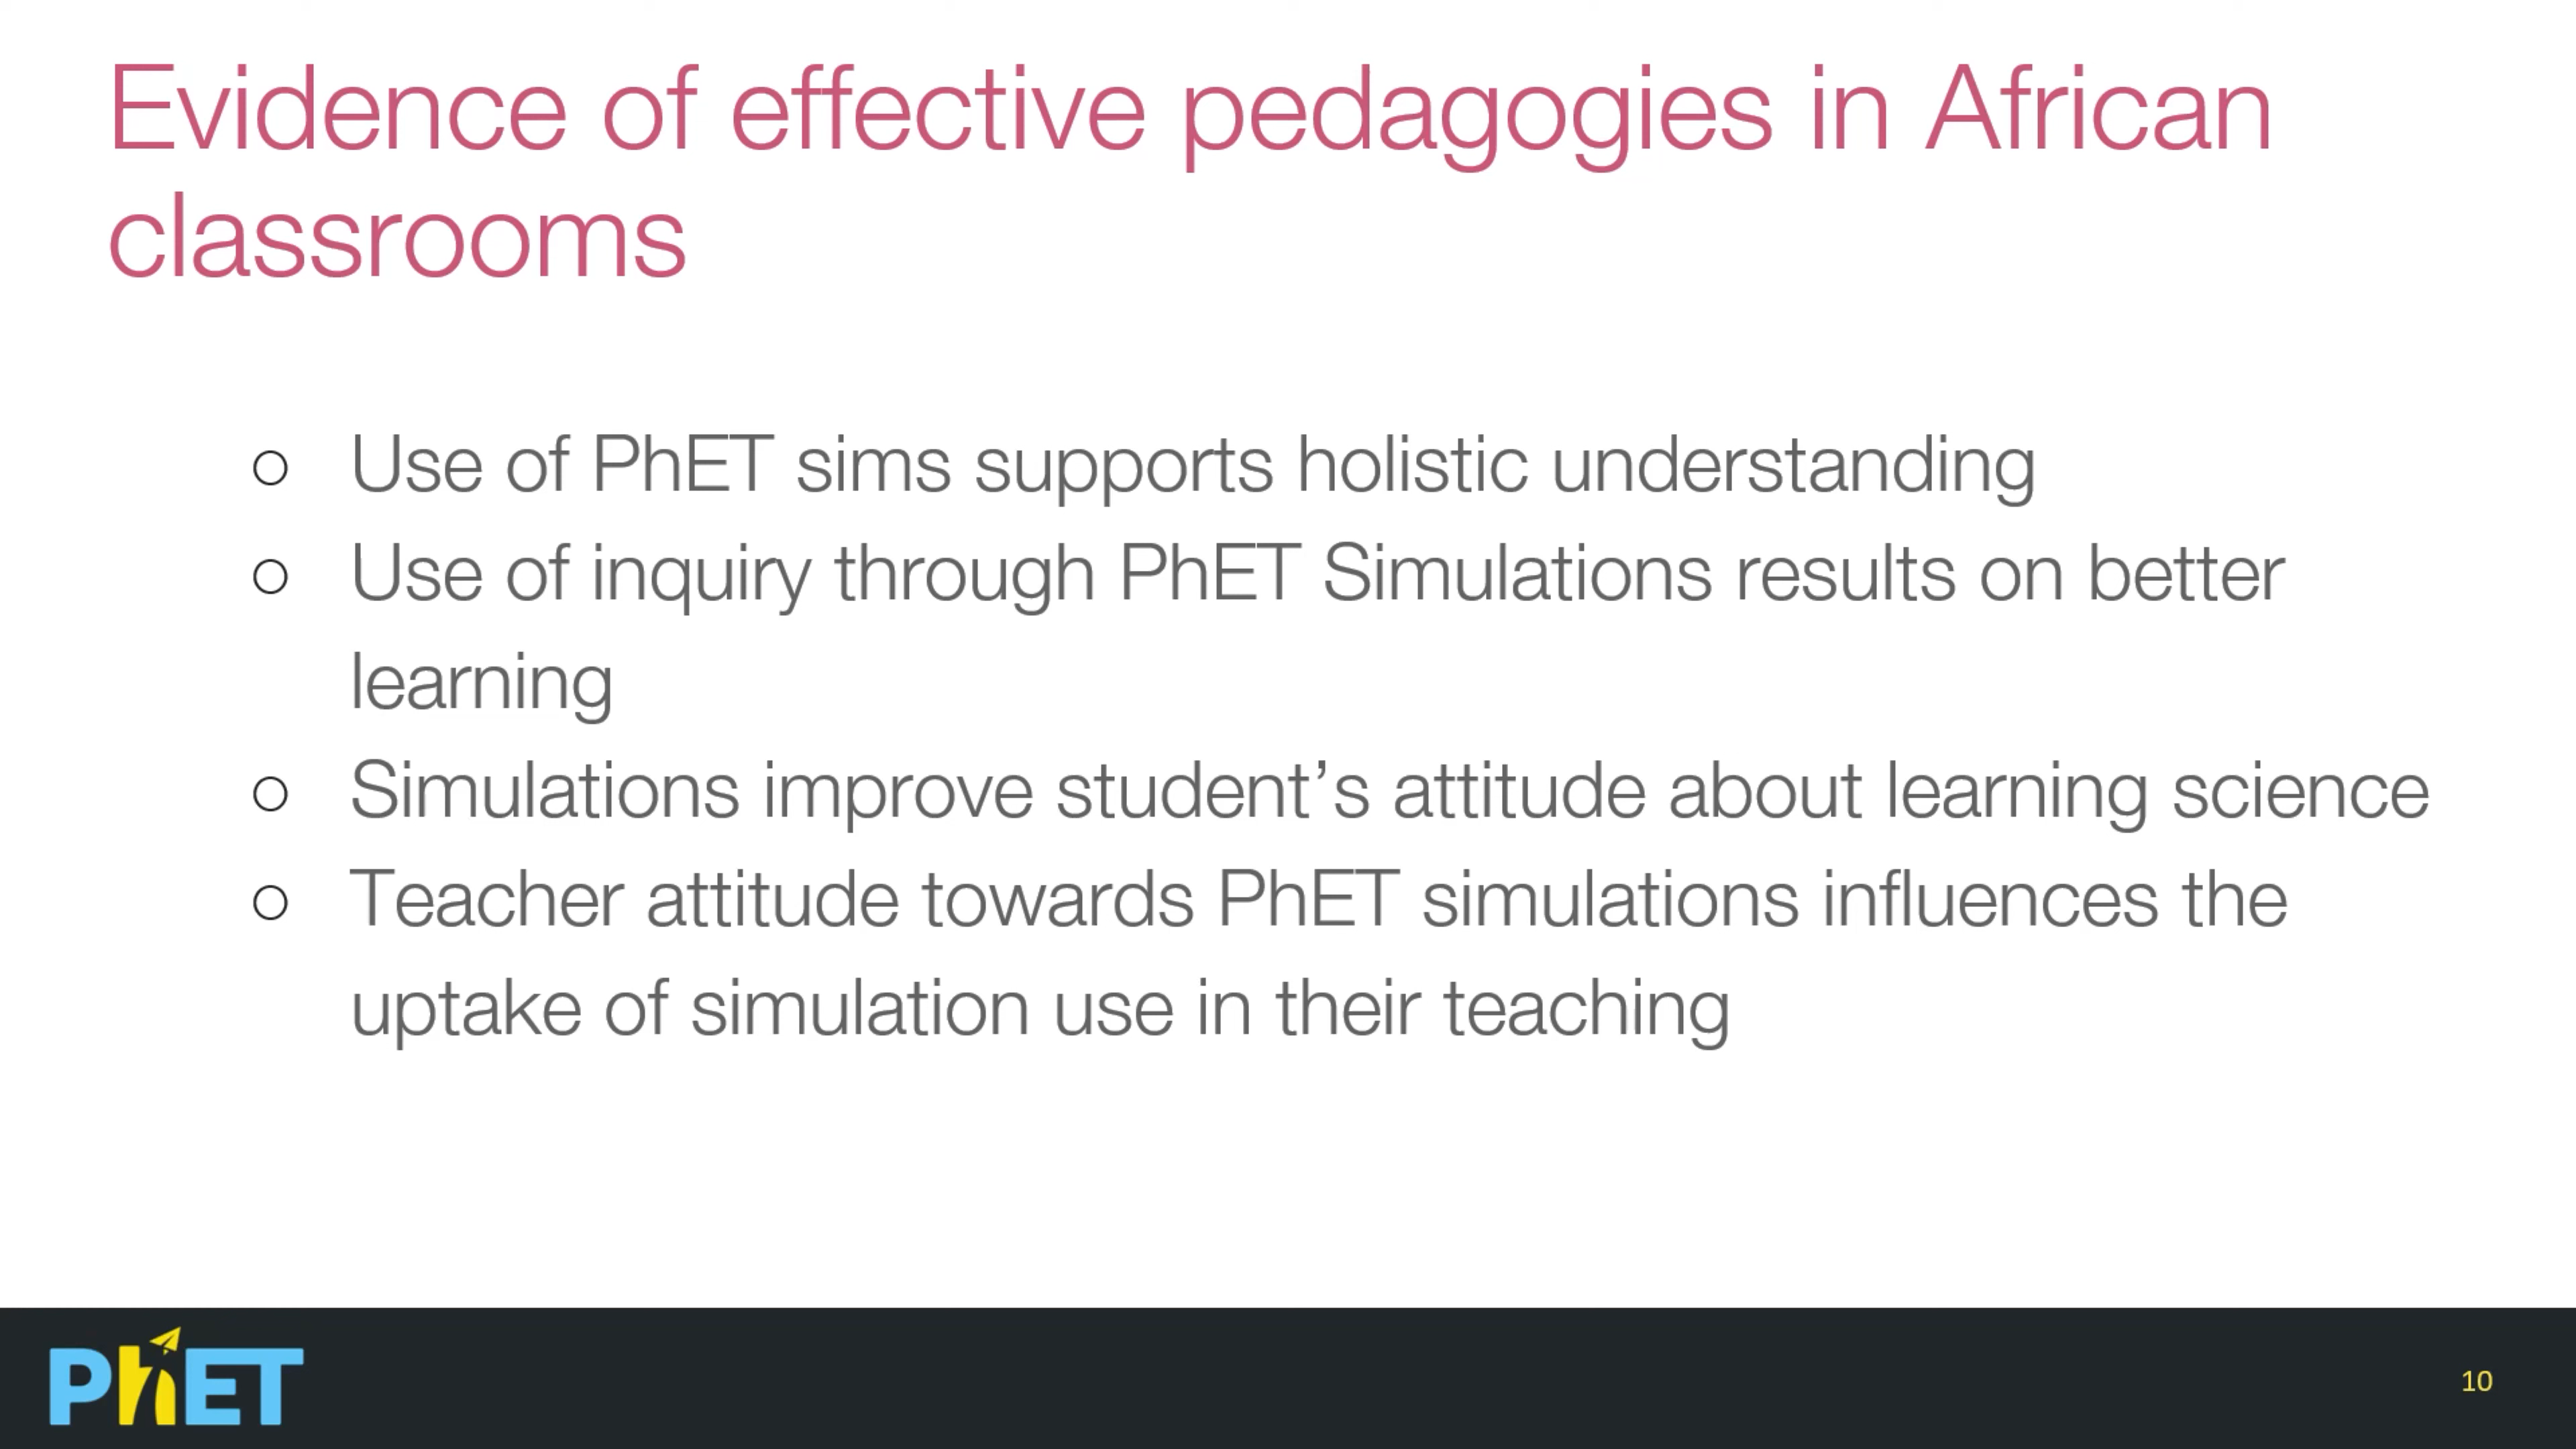 Evidence of effective pedagogies in African
classrooms
○ Use of PhET sims supports holistic understanding
○ Use of inquiry through PhET Simulations results on better
learning
○ Simulations improve student’s attitude about learning science
○ Teacher attitude towards PhET simulations influences the
uptake of simulation use in their teaching
PhET
10